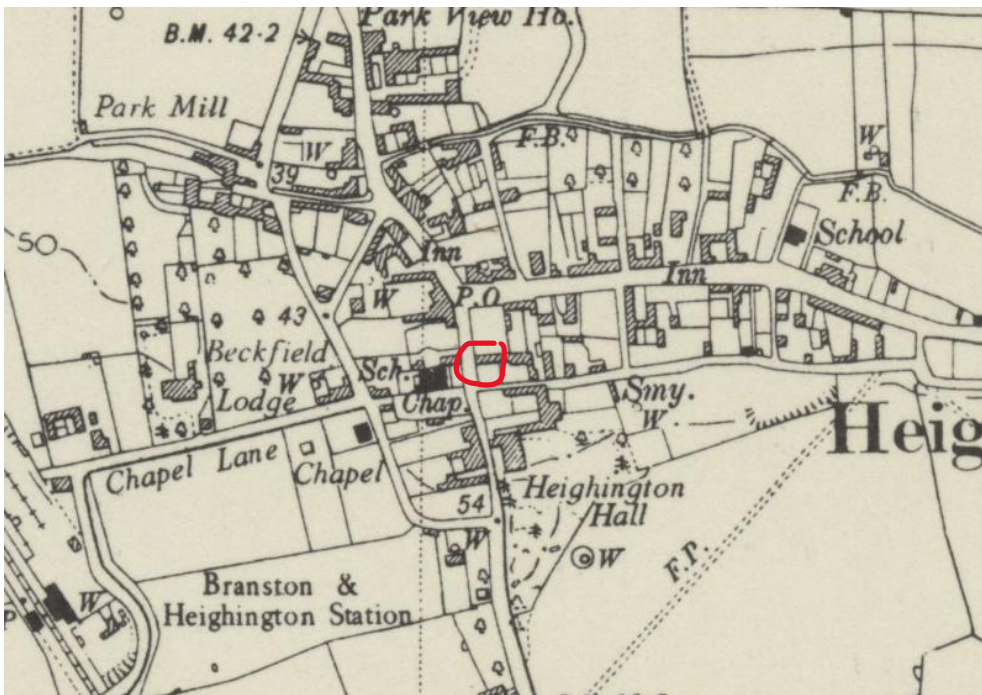 Park View Ho.
B.M. 42·2
Park Mill
W
F.B.
W
39
F.B.
50
Inn
School
Inn
W
P.O.
43
Beckfield
Lodge
W
Sch.
Chap.
Smy.
W
Heig
Chapel Lane
Chapel
54
Heighington
Hall
W
W
F.P.
Branston &
Heighington Station
W
P